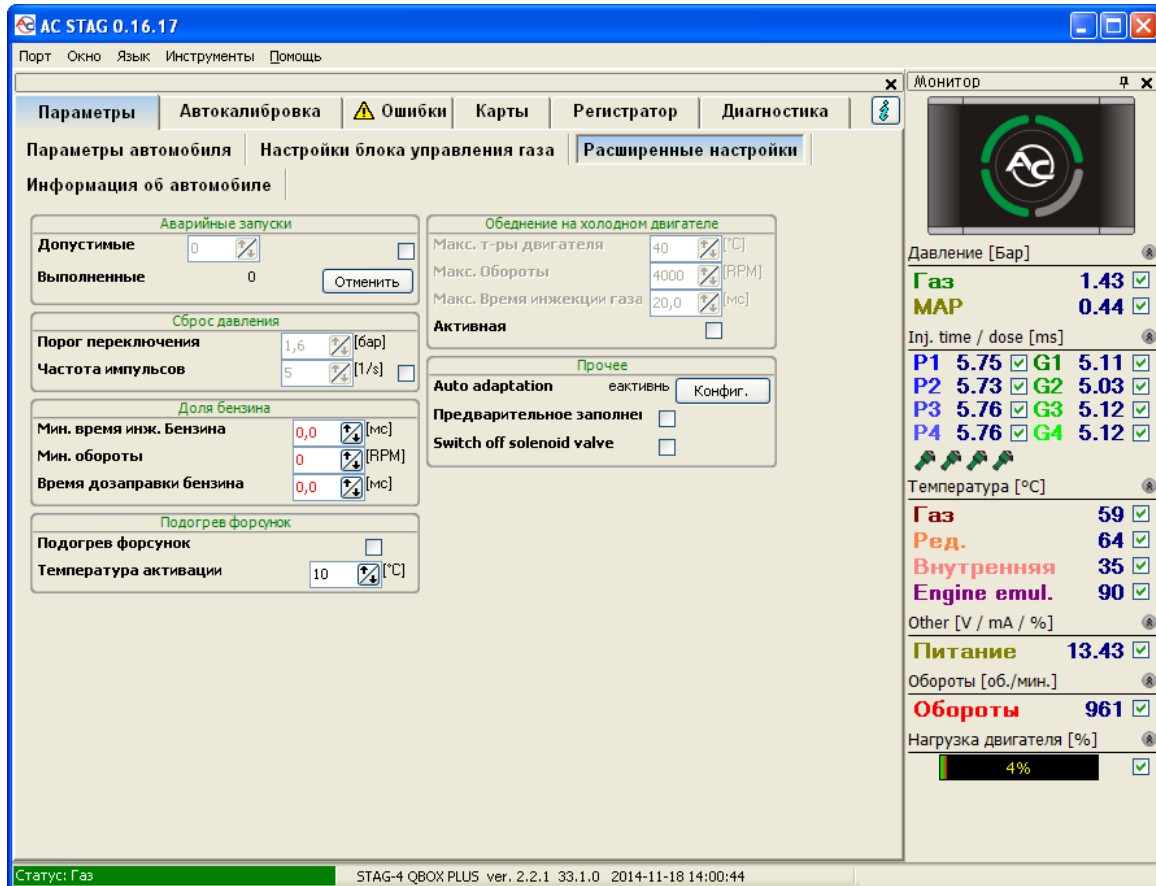 AC STAG 0.16.17
Порт Окно Язык Инструменты Помощь
Параметры Автокалибровка Ошибки Карты Регистратор Диагностика
Параметры автомобиля Настройки блока управления газа Расширенные настройки
Информация об автомобиле
Аварийные запуски
Допустимые 0
Выполненные 0 Отменить
Сброс давления
Порог переключения 1,6 [бар]
Частота импульсов 5 [1/s]
Доля бензина
Мин. время инж. Бензина 0,0 [мс]
Мин. обороты 0 [RPM]
Время дозаправки бензина 0,0 [мс]
Подогрев форсунок
Подогрев форсунок
Температура активации 10 [°C]
Обеднение на холодном двигателе
Макс. т-ры двигателя 40 [°C]
Макс. Обороты 4000 [RPM]
Макс. Время инжекции газа 20,0 [мс]
Активная
Прочее
Auto adaptation еактивнь Конфиг.
Предварительное заполнен
Switch off solenoid valve
Монитор
AC
Давление [Бар]
Газ 1.43
MAP 0.44
Inj. time / dose [ms]
P1 5.75 G1 5.11
P2 5.73 G2 5.03
P3 5.76 G3 5.12
P4 5.76 G4 5.12
Температура [°C]
Газ 59
Ред. 64
Внутренняя 35
Engine emul. 90
Other [V / mA / %]
Питание 13.43
Обороты [об./мин.]
Обороты 961
Нагрузка двигателя [%]
4%
Статус: Газ STAG-4 QBOX PLUS ver. 2.2.1 33.1.0 2014-11-18 14:00:44